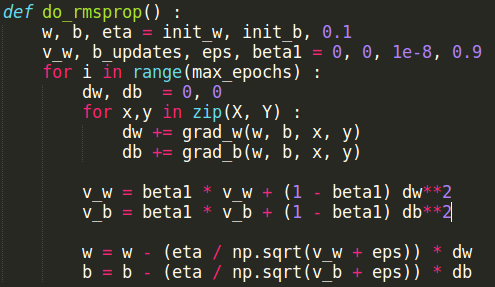 def do_rmsprop() :
    w, b, eta = init_w, init_b, 0.1
    v_w, b_updates, eps, beta1 = 0, 0, 1e-8, 0.9
    for i in range(max_epochs) :
        dw, db  = 0, 0
        for x,y in zip(X, Y) :
            dw += grad_w(w, b, x, y)
            db += grad_b(w, b, x, y)

        v_w = beta1 * v_w + (1 - beta1) dw**2
        v_b = beta1 * v_b + (1 - beta1) db**2

        w = w - (eta / np.sqrt(v_w + eps)) * dw
        b = b - (eta / np.sqrt(v_b + eps)) * db